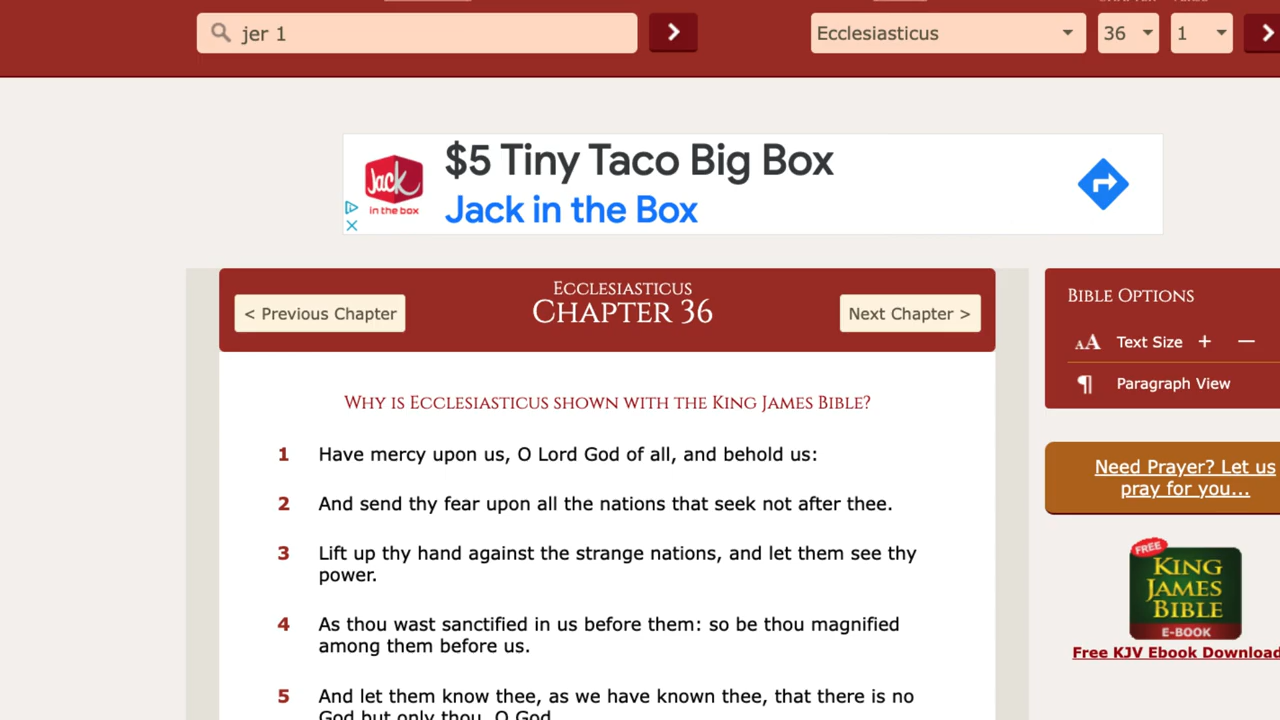 jer 1
Ecclesiasticus
36
1
$5 Tiny Taco Big Box
Jack in the Box
Jack
in the box
Ecclesiasticus
Chapter 36
< Previous Chapter
Next Chapter >
Why is Ecclesiasticus shown with the King James Bible?
1 Have mercy upon us, O Lord God of all, and behold us:
2 And send thy fear upon all the nations that seek not after thee.
3 Lift up thy hand against the strange nations, and let them see thy
power.
4 As thou wast sanctified in us before them: so be thou magnified
among them before us.
5 And let them know thee, as we have known thee, that there is no
God but only thou, O God.
Bible Options
AA Text Size + —
¶ Paragraph View
Need Prayer? Let us
pray for you...
FREE
KING
JAMES
BIBLE
E-BOOK
Free KJV Ebook Download